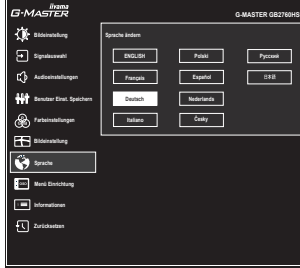 iiyama
G-MASTER
G-MASTER GB2760HS
Bildeinstellung
Signalauswahl
Audioeinstellungen
Benutzer Einst. Speichern
Farbeinstellungen
Bildeinstellung
Sprache
OSD
Menü Einrichtung
Informationen
Zurücksetzen
Sprache ändern
ENGLISH
Polski
Русский
Français
Español
日本語
Deutsch
Nederlands
Italiano
Česky